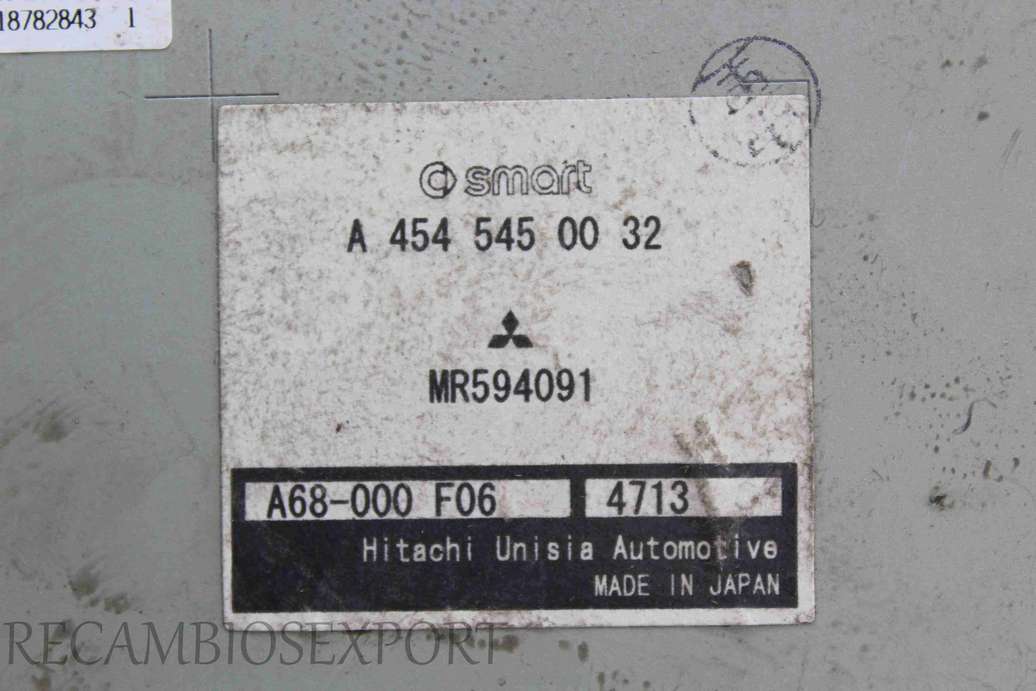 18782843 1
smart
A 454 545 00 32
MR594091
A68-000 F06 4713
Hitachi Unisia Automotive
MADE IN JAPAN
RECAMBIOSEXPORT